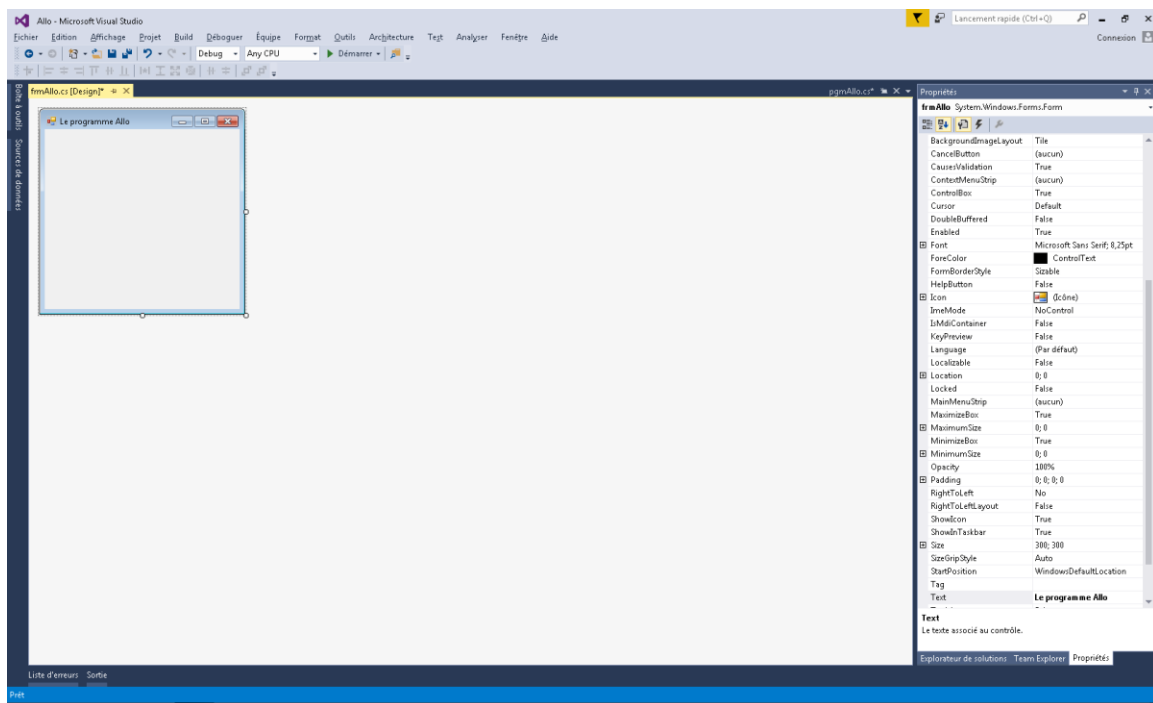 Allo - Microsoft Visual Studio
Lancement rapide (Ctrl+Q)
Fichier Edition Affichage Projet Build Déboguer Équipe Format Outils Architecture Test Analyser Fenêtre Aide
Connexion
Debug Any CPU Démarrer
frmAllo.cs [Design]*
pgmAllo.cs*
Boîte à outils
Sources de données
Le programme Allo
Propriétés
frmAllo System.Windows.Forms.Form
BackgroundImageLayout Tile
CancelButton (aucun)
CausesValidation True
ContextMenuStrip (aucun)
ControlBox True
Cursor Default
DoubleBuffered False
Enabled True
Font Microsoft Sans Serif; 8,25pt
ForeColor ControlText
FormBorderStyle Sizable
HelpButton False
Icon (Icône)
ImeMode NoControl
IsMdiContainer False
KeyPreview False
Language (Par défaut)
Localizable False
Location 0; 0
Locked False
MainMenuStrip (aucun)
MaximizeBox True
MaximumSize 0; 0
MinimizeBox True
MinimumSize 0; 0
Opacity 100%
Padding 0; 0; 0; 0
RightToLeft No
RightToLeftLayout False
ShowIcon True
ShowInTaskbar True
Size 300; 300
SizeGripStyle Auto
StartPosition WindowsDefaultLocation
Tag
Text Le programme Allo
Text
Le texte associé au contrôle.
Explorateur de solutions Team Explorer Propriétés
Liste d'erreurs Sortie
Prêt